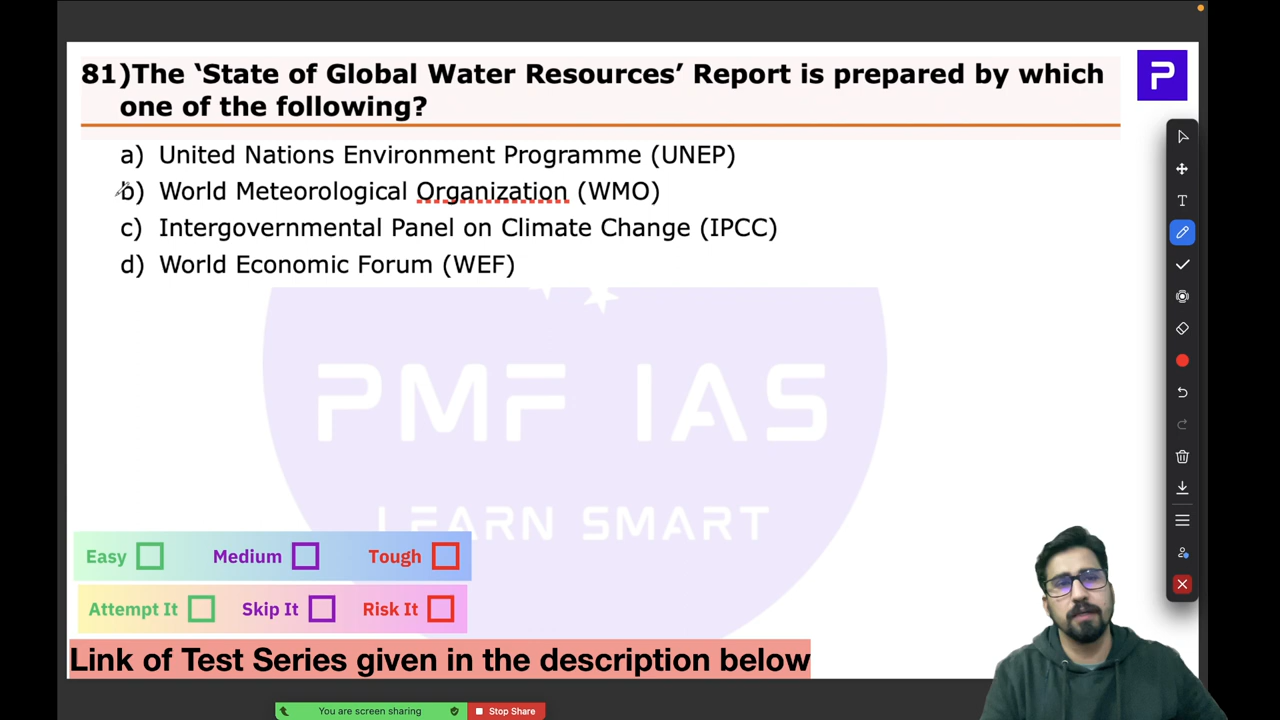 81)The ‘State of Global Water Resources’ Report is prepared by which
one of the following?
a) United Nations Environment Programme (UNEP)
b) World Meteorological Organization (WMO)
c) Intergovernmental Panel on Climate Change (IPCC)
d) World Economic Forum (WEF)
PMF IAS
LEARN SMART
Easy Medium Tough
Attempt It Skip It Risk It
Link of Test Series given in the description below
You are screen sharing Stop Share